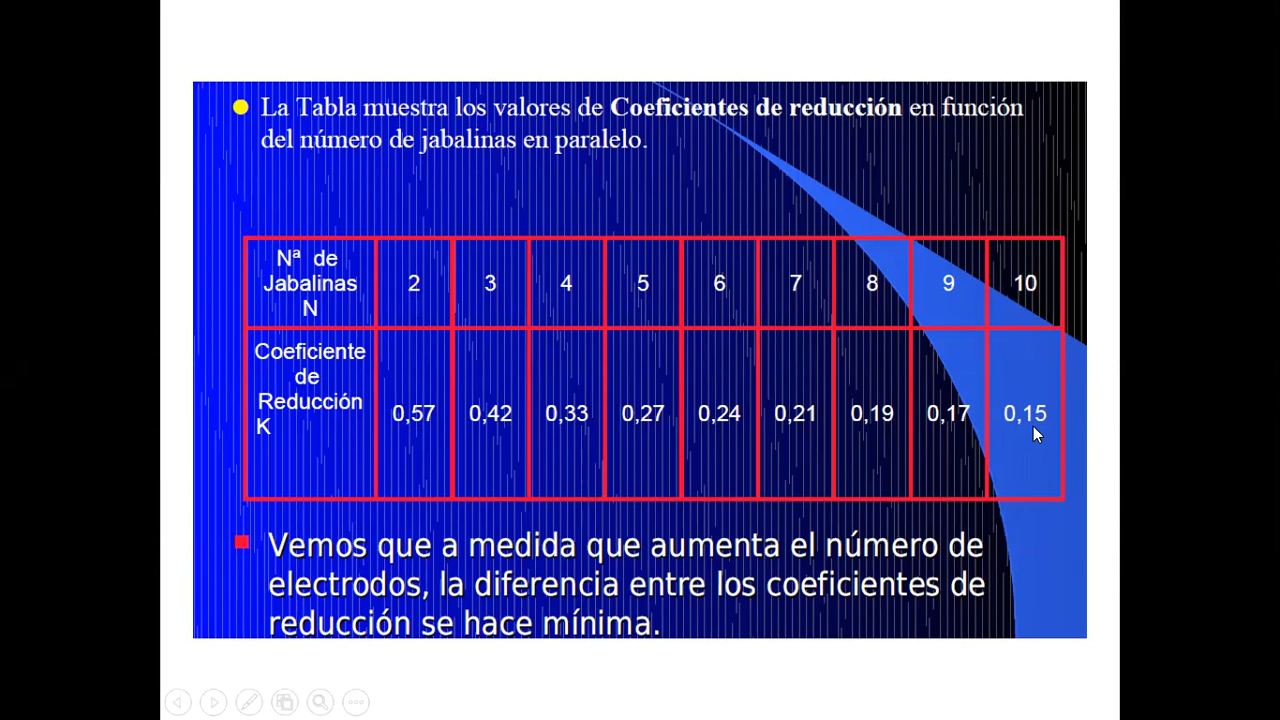 La Tabla muestra los valores de Coeficientes de reducción en función
del número de jabalinas en paralelo.
Nª de
Jabalinas
N
2
3
4
5
6
7
8
9
10
Coeficiente
de
Reducción
K
0,57
0,42
0,33
0,27
0,24
0,21
0,19
0,17
0,15
Vemos que a medida que aumenta el número de
electrodos, la diferencia entre los coeficientes de
reducción se hace mínima.